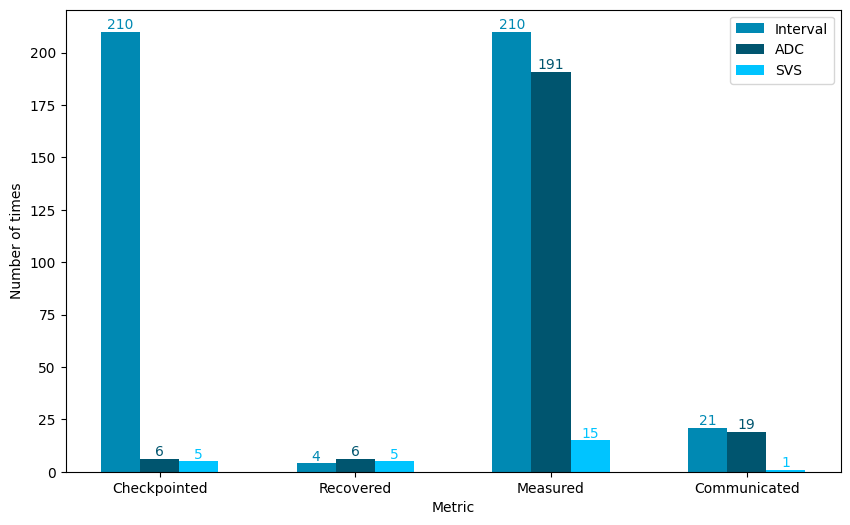 210
210
Interval
ADC
SVS
200
191
175
150
125
100
75
50
25
0
Number of times
6
5
4
6
5
15
21
19
1
Checkpointed
Recovered
Measured
Communicated
Metric